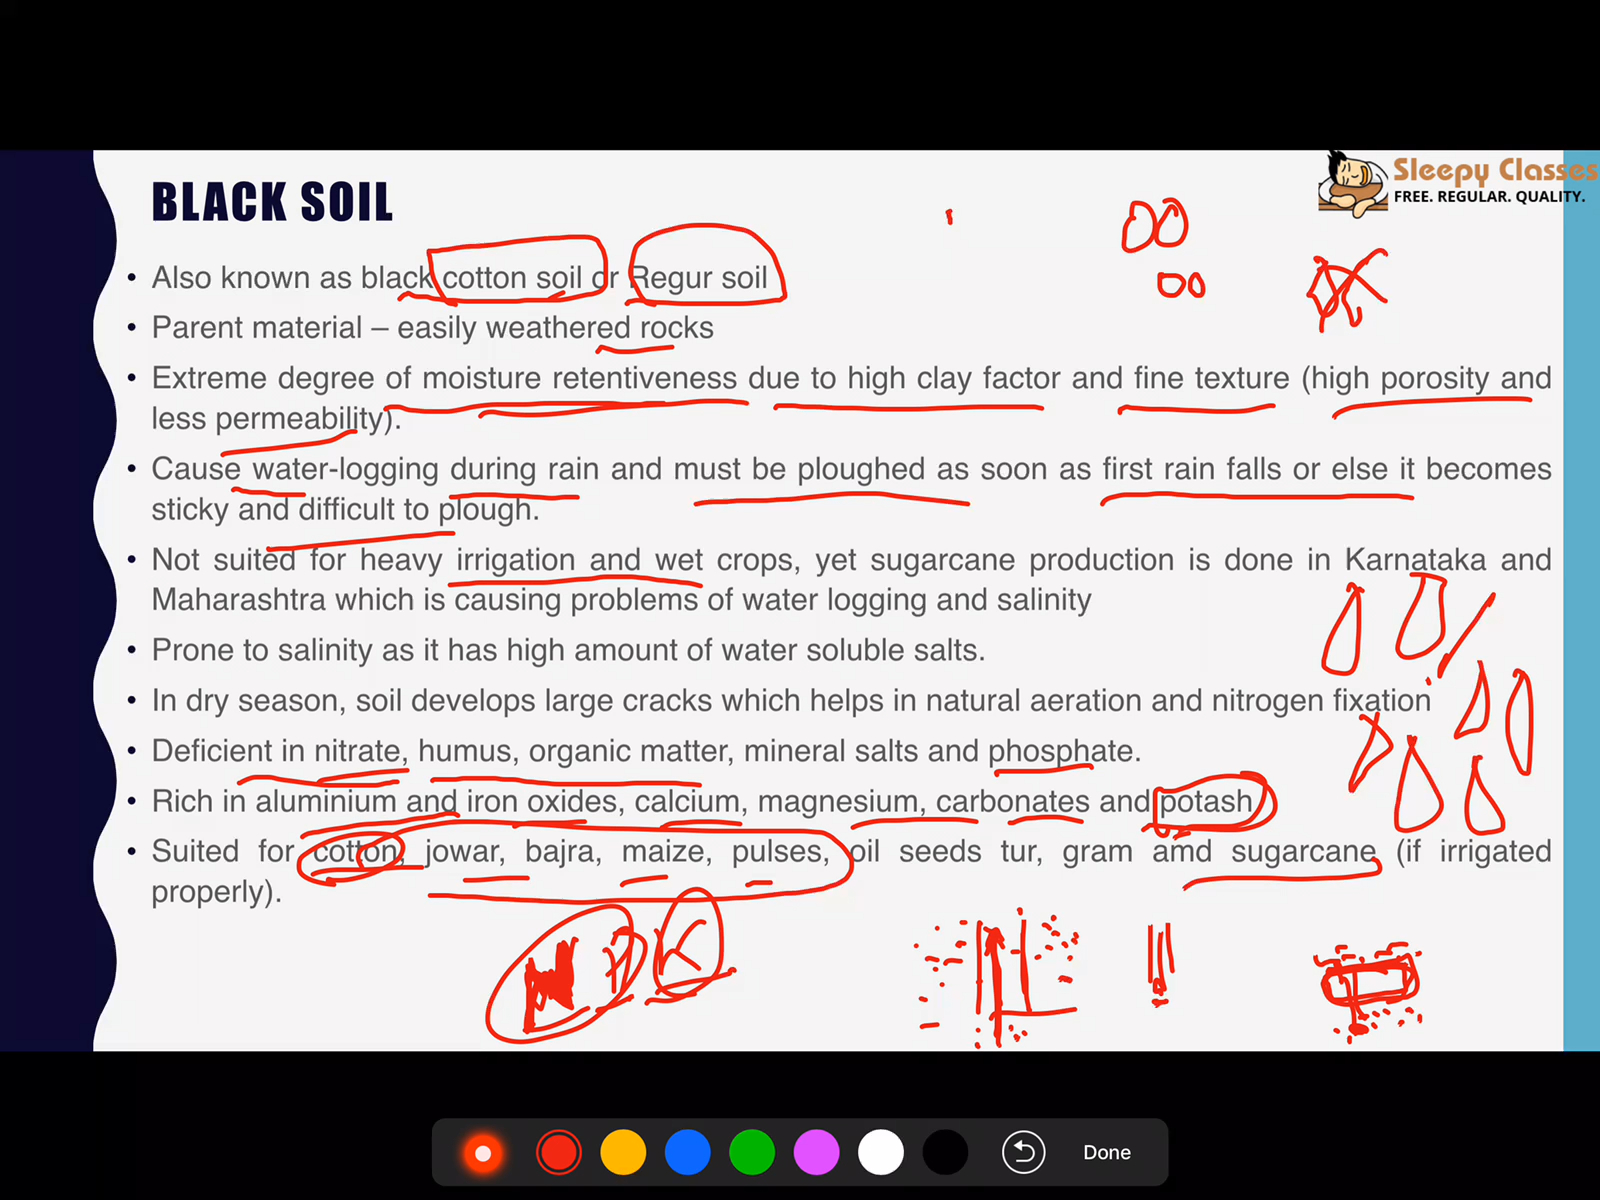 Sleepy Classes
FREE. REGULAR. QUALITY.
BLACK SOIL
• Also known as black cotton soil or Regur soil
• Parent material – easily weathered rocks
• Extreme degree of moisture retentiveness due to high clay factor and fine texture (high porosity and
less permeability).
• Cause water-logging during rain and must be ploughed as soon as first rain falls or else it becomes
sticky and difficult to plough.
• Not suited for heavy irrigation and wet crops, yet sugarcane production is done in Karnataka and
Maharashtra which is causing problems of water logging and salinity
• Prone to salinity as it has high amount of water soluble salts.
• In dry season, soil develops large cracks which helps in natural aeration and nitrogen fixation
• Deficient in nitrate, humus, organic matter, mineral salts and phosphate.
• Rich in aluminium and iron oxides, calcium, magnesium, carbonates and potash
• Suited for cotton, jowar, bajra, maize, pulses, oil seeds tur, gram amd sugarcane (if irrigated
properly).
N P K
Done